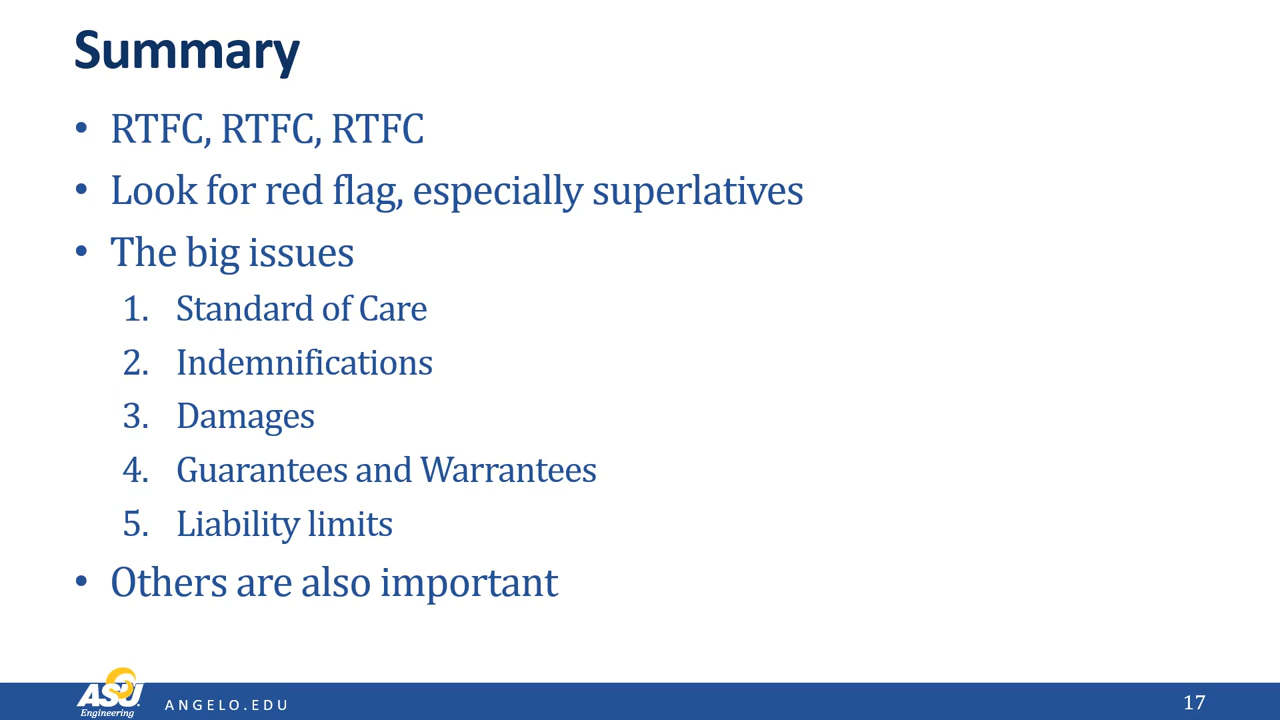 Summary
• RTFC, RTFC, RTFC
• Look for red flag, especially superlatives
• The big issues
1. Standard of Care
2. Indemnifications
3. Damages
4. Guarantees and Warrantees
5. Liability limits
• Others are also important
ASU
Engineering
ANGELO.EDU
17